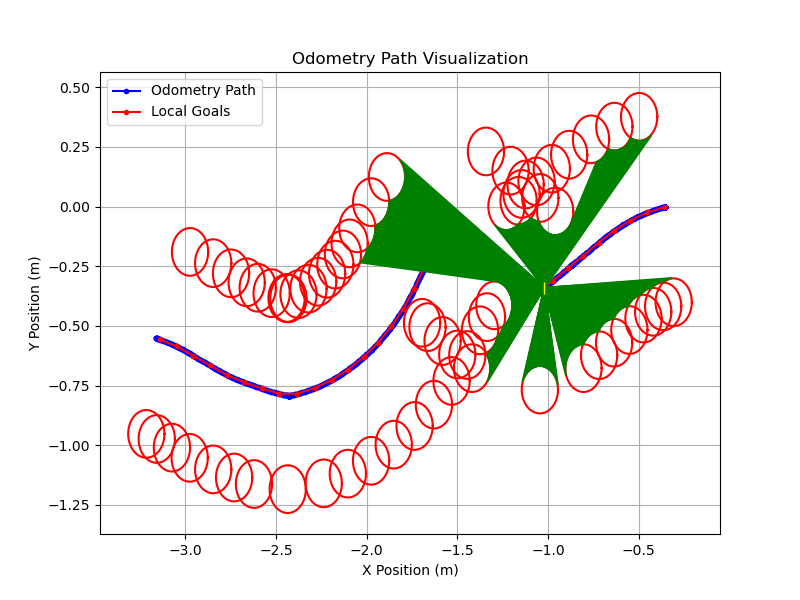 Odometry Path Visualization
Odometry Path
Local Goals
Y Position (m)
0.50
0.25
0.00
−0.25
−0.50
−0.75
−1.00
−1.25
−3.0 −2.5 −2.0 −1.5 −1.0 −0.5
X Position (m)